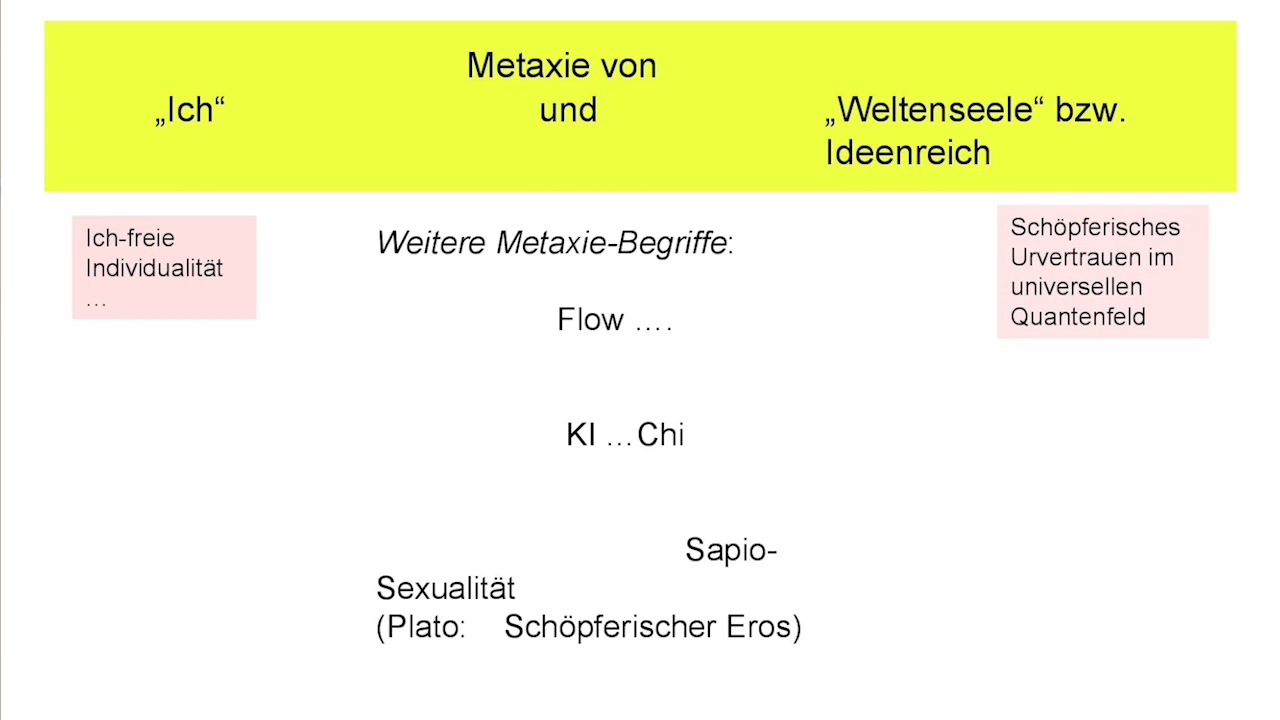 Metaxie von
„Ich“ und „Weltenseele“ bzw.
Ideenreich
Ich-freie
Individualität
...
Weitere Metaxie-Begriffe:
Flow ....
KI ...Chi
Sapio-
Sexualität
(Plato: Schöpferischer Eros)
Schöpferisches
Urvertrauen im
universellen
Quantenfeld